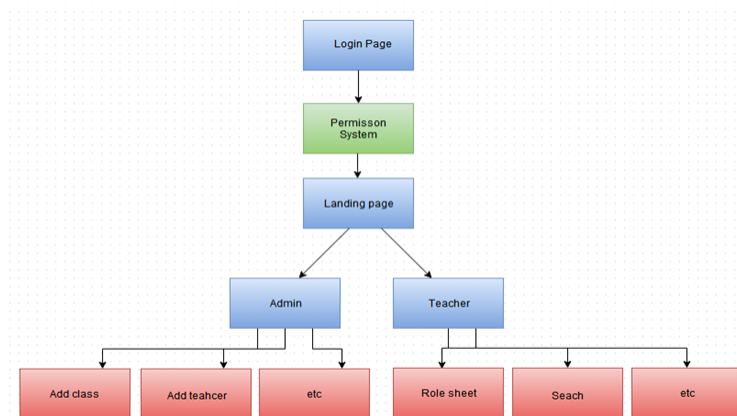 Login Page
Permisson
System
Landing page
Admin
Teacher
Add class
Add teahcer
etc
Role sheet
Seach
etc